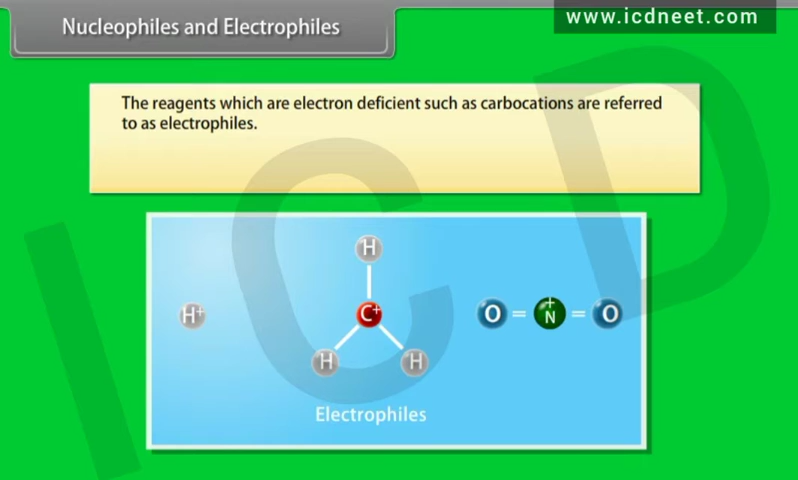 www.icdneet.com
Nucleophiles and Electrophiles
The reagents which are electron deficient such as carbocations are referred
to as electrophiles.
H
H+ C+ O = N+ = O
H H
Electrophiles
ICD